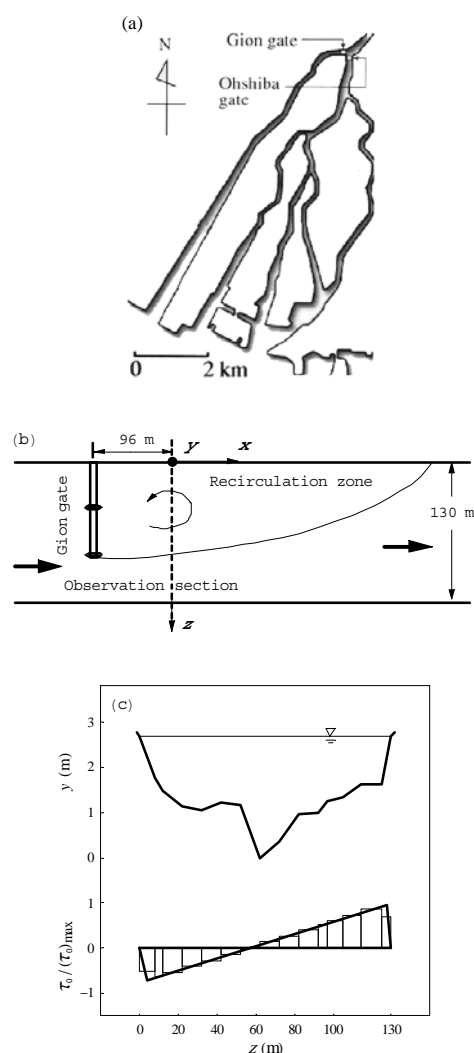 (a)
N
Gion gate
Ohshiba
gate
0 2 km
(b)
96 m
y
x
Gion gate
Recirculation zone
130 m
Observation section
z
(c)
3
2
1
0
y (m)
1
0
-1
τ0/(τ0)max
0 20 40 60 80 100 130
z (m)